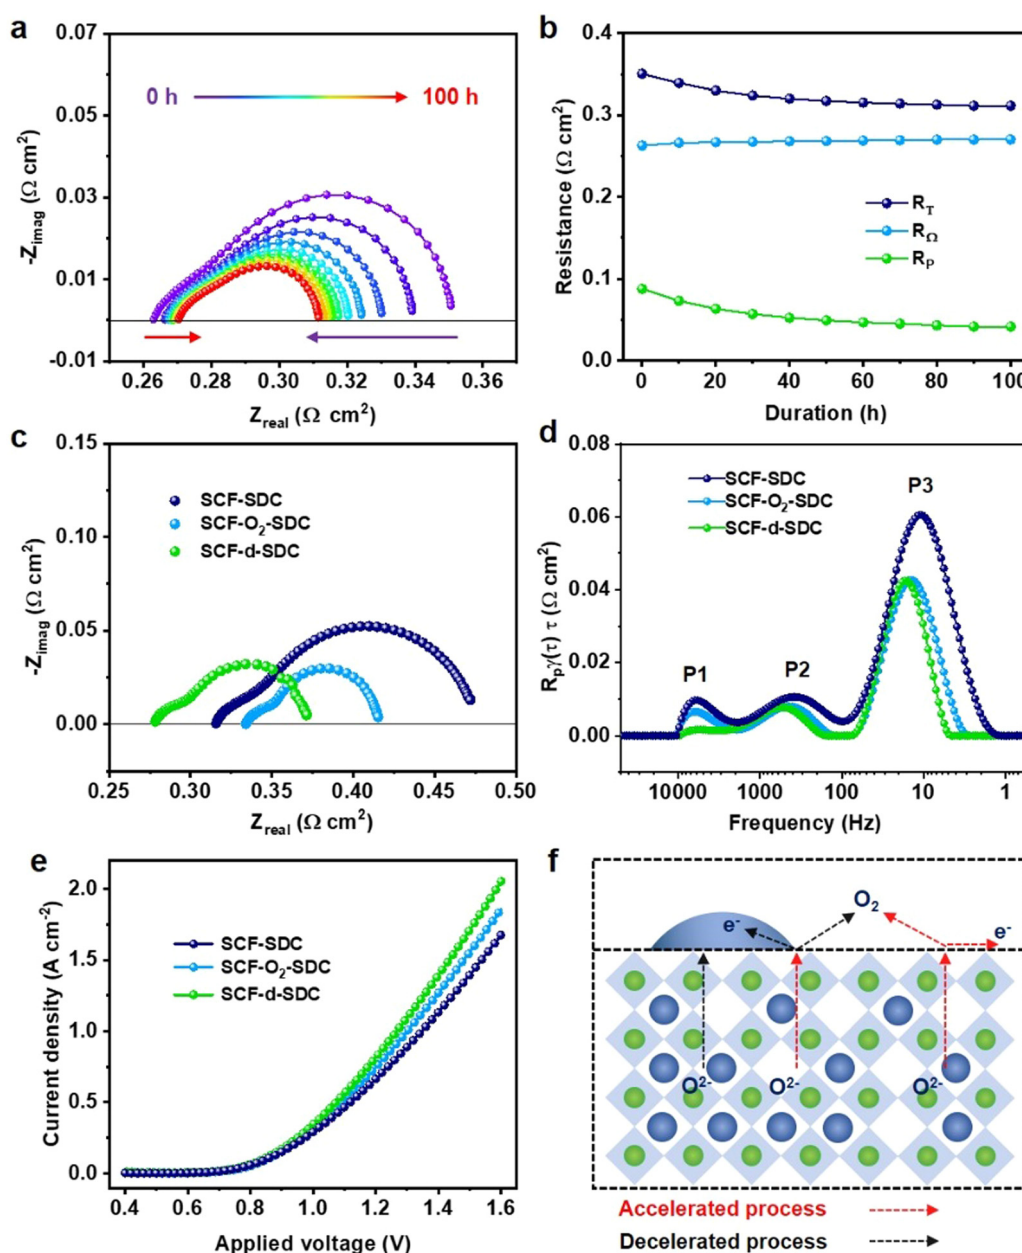 a
0.07
0.05
0.03
0.01
-0.01
-Zimag (Ω cm²)
0 h
100 h
0.26 0.28 0.30 0.32 0.34 0.36
Zreal (Ω cm²)
b
0.4
0.3
0.2
0.1
0.0
Resistance (Ω cm²)
RT
RΩ
RP
0 20 40 60 80 100
Duration (h)
c
0.15
0.10
0.05
0.00
-Zimag (Ω cm²)
SCF-SDC
SCF-O₂-SDC
SCF-d-SDC
0.25 0.30 0.35 0.40 0.45 0.50
Zreal (Ω cm²)
d
0.08
0.06
0.04
0.02
0.00
Rpγ(τ) τ (Ω cm²)
SCF-SDC
SCF-O₂-SDC
SCF-d-SDC
P1
P2
P3
10000 1000 100 10 1
Frequency (Hz)
e
2.0
1.5
1.0
0.5
0.0
Current density (A cm⁻²)
SCF-SDC
SCF-O₂-SDC
SCF-d-SDC
0.4 0.6 0.8 1.0 1.2 1.4 1.6
Applied voltage (V)
f
e⁻
O₂
e⁻
O²⁻
O²⁻
O²⁻
Accelerated process
Decelerated process